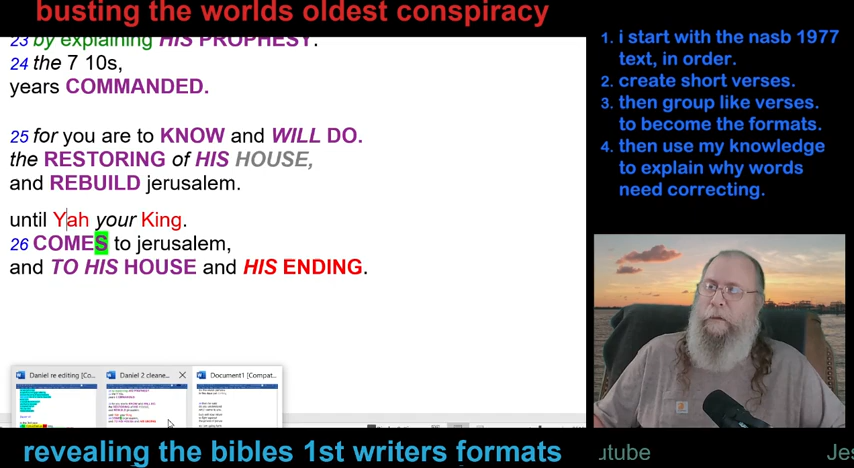 busting the worlds oldest conspiracy
23 by explaining HIS PROPHESY.
24 the 7 10s,
years COMMANDED.
25 for you are to KNOW and WILL DO.
the RESTORING of HIS HOUSE,
and REBUILD jerusalem.
until Yah your King.
26 COMES to jerusalem,
and TO HIS HOUSE and HIS ENDING.
Daniel re editing [Co...
Daniel 2 cleane...
Document1 [Compat...
revealing the bibles 1st writers formats
1. i start with the nasb 1977
text, in order.
2. create short verses.
3. then group like verses.
to become the formats.
4. then use my knowledge
to explain why words
need correcting.
utube Jes